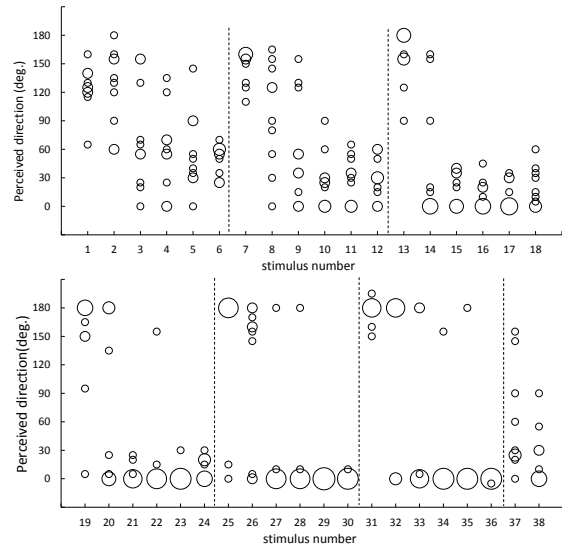 Perceived direction (deg.)
180
150
120
90
60
30
0
1 2 3 4 5 6 7 8 9 10 11 12 13 14 15 16 17 18
stimulus number
Perceived direction(deg.)
180
150
120
90
60
30
0
19 20 21 22 23 24 25 26 27 28 29 30 31 32 33 34 35 36 37 38
stimulus number